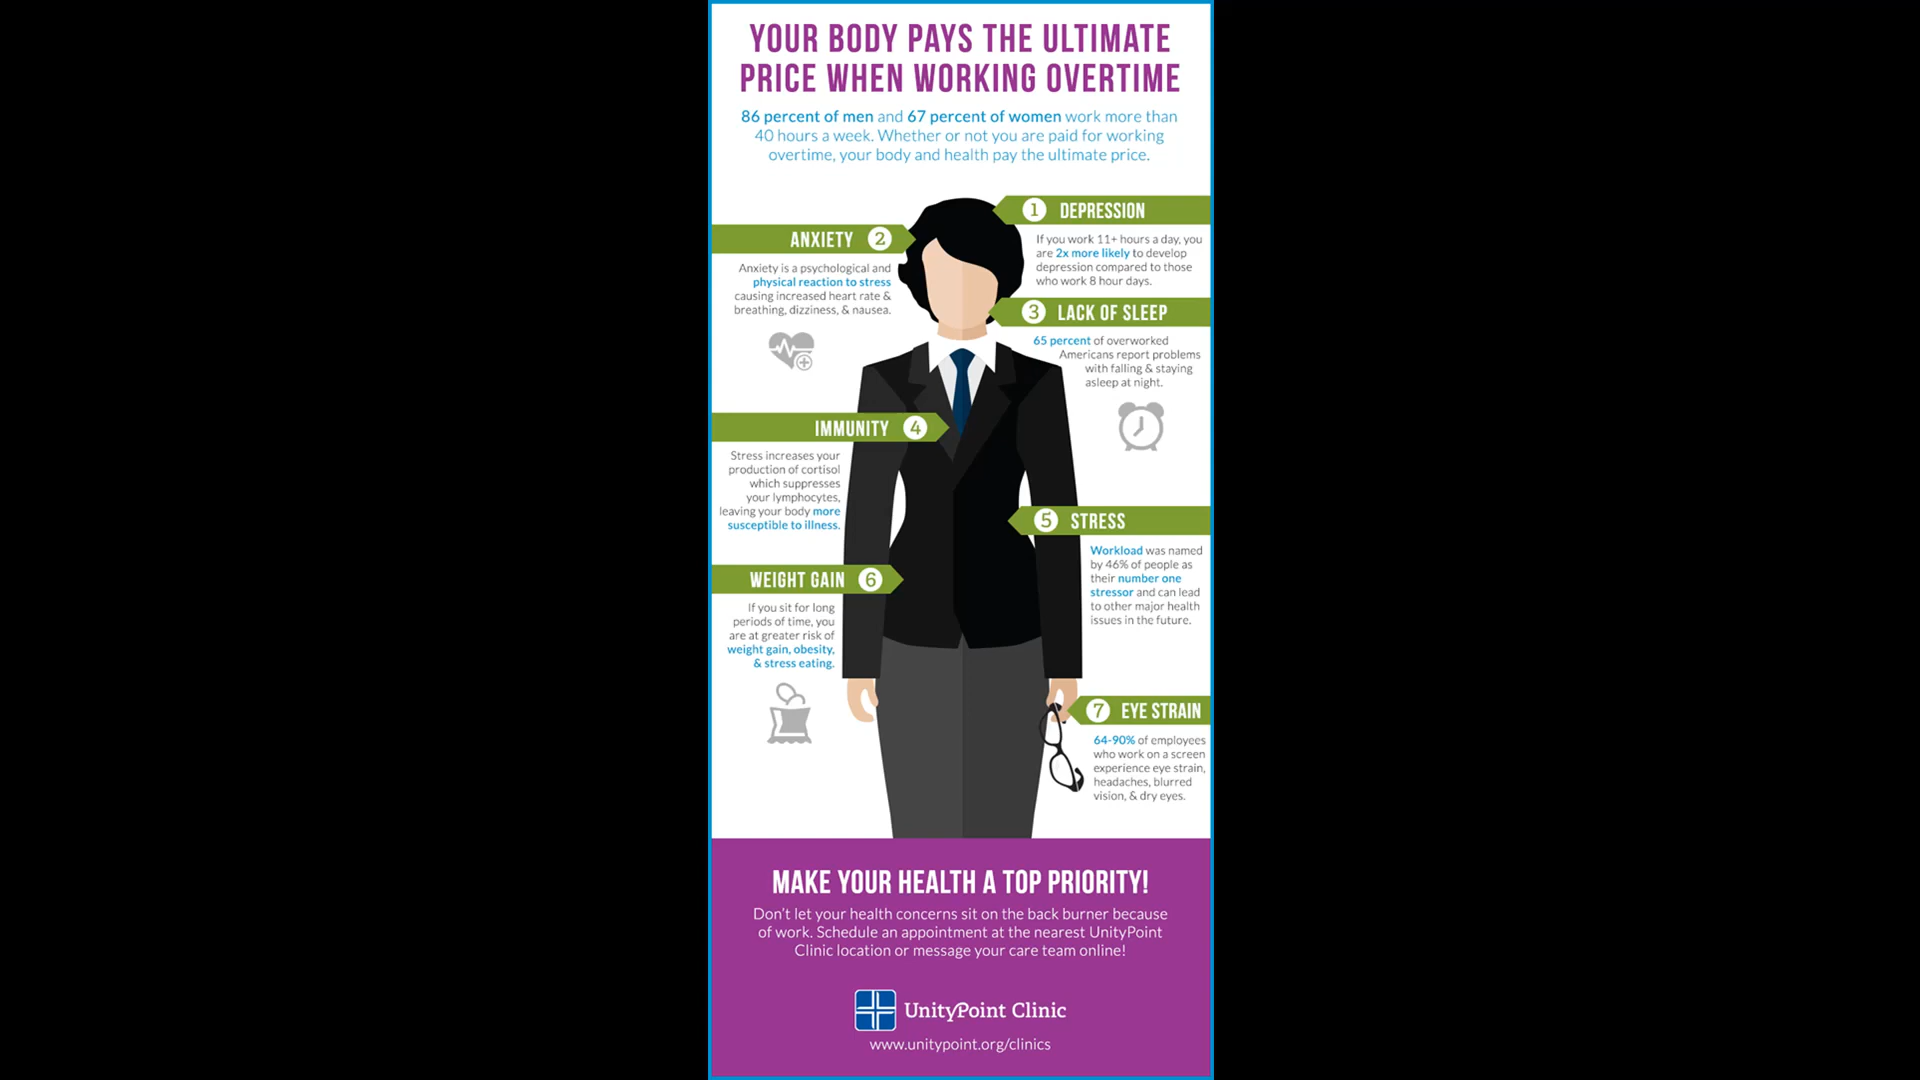 YOUR BODY PAYS THE ULTIMATE
PRICE WHEN WORKING OVERTIME
86 percent of men and 67 percent of women work more than
40 hours a week. Whether or not you are paid for working
overtime, your body and health pay the ultimate price.
1 DEPRESSION
If you work 11+ hours a day, you
are 2x more likely to develop
depression compared to those
who work 8 hour days.
ANXIETY 2
Anxiety is a psychological and
physical reaction to stress
causing increased heart rate &
breathing, dizziness, & nausea.
3 LACK OF SLEEP
65 percent of overworked
Americans report problems
with falling & staying
asleep at night.
IMMUNITY 4
Stress increases your
production of cortisol
which suppresses
your lymphocytes,
leaving your body more
susceptible to illness.
5 STRESS
Workload was named
by 46% of people as
their number one
stressor and can lead
to other major health
issues in the future.
WEIGHT GAIN 6
If you sit for long
periods of time, you
are at greater risk of
weight gain, obesity,
& stress eating.
7 EYE STRAIN
64-90% of employees
who work on a screen
experience eye strain,
headaches, blurred
vision, & dry eyes.
MAKE YOUR HEALTH A TOP PRIORITY!
Don't let your health concerns sit on the back burner because
of work. Schedule an appointment at the nearest UnityPoint
Clinic location or message your care team online!
UnityPoint Clinic
www.unitypoint.org/clinics